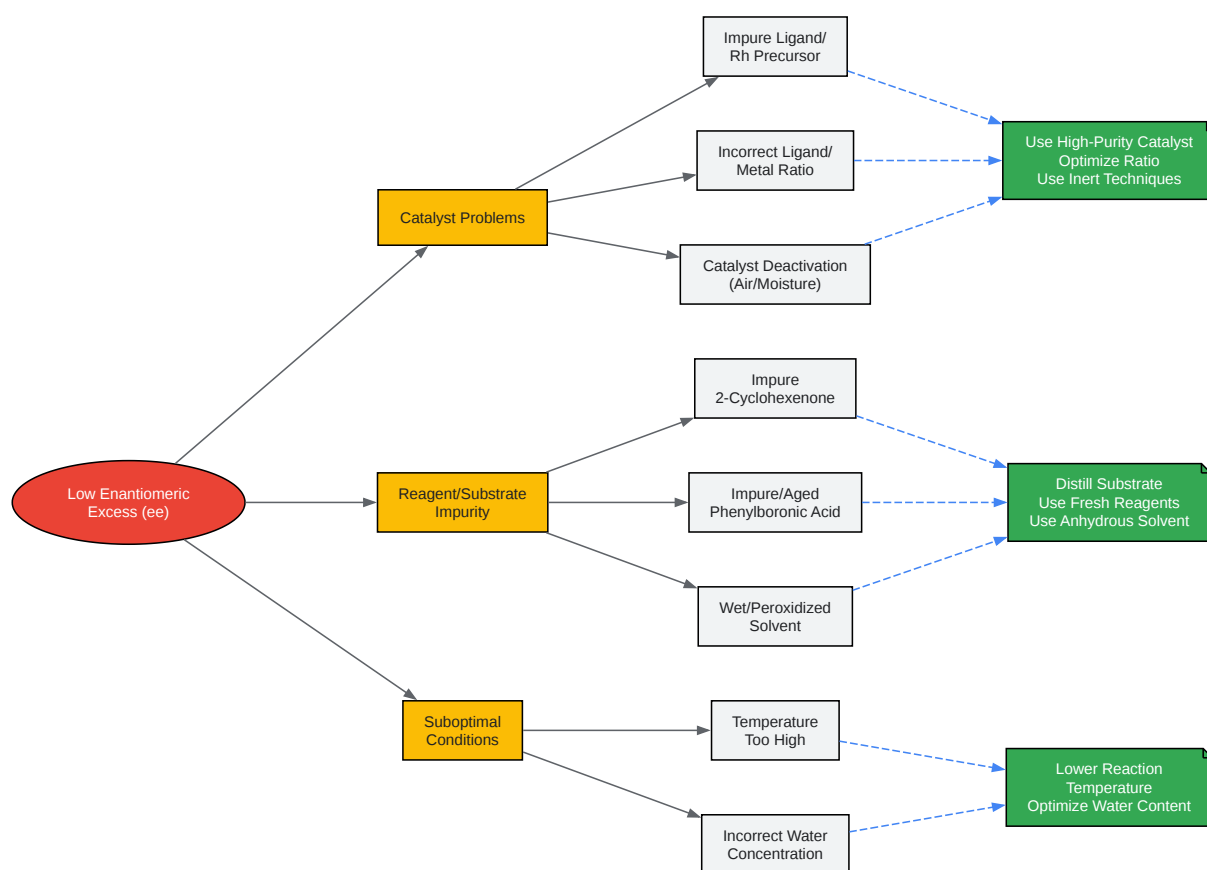 Impure Ligand/
Rh Precursor
Use High-Purity Catalyst
Optimize Ratio
Use Inert Techniques
Incorrect Ligand/
Metal Ratio
Catalyst Problems
Catalyst Deactivation
(Air/Moisture)
Impure
2-Cyclohexenone
Low Enantiomeric
Excess (ee)
Reagent/Substrate
Impurity
Impure/Aged
Phenylboronic Acid
Distill Substrate
Use Fresh Reagents
Use Anhydrous Solvent
Wet/Peroxidized
Solvent
Suboptimal
Conditions
Temperature
Too High
Lower Reaction
Temperature
Optimize Water Content
Incorrect Water
Concentration